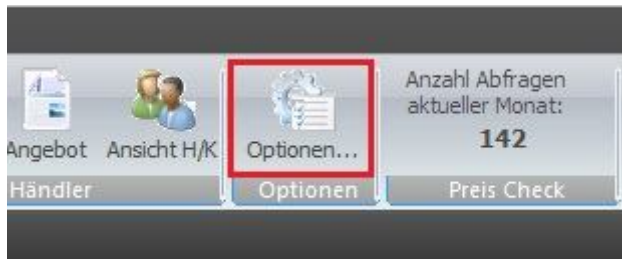 Anzahl Abfragen
aktueller Monat:
142
Angebot Ansicht H/K Optionen...
Händler Optionen Preis Check